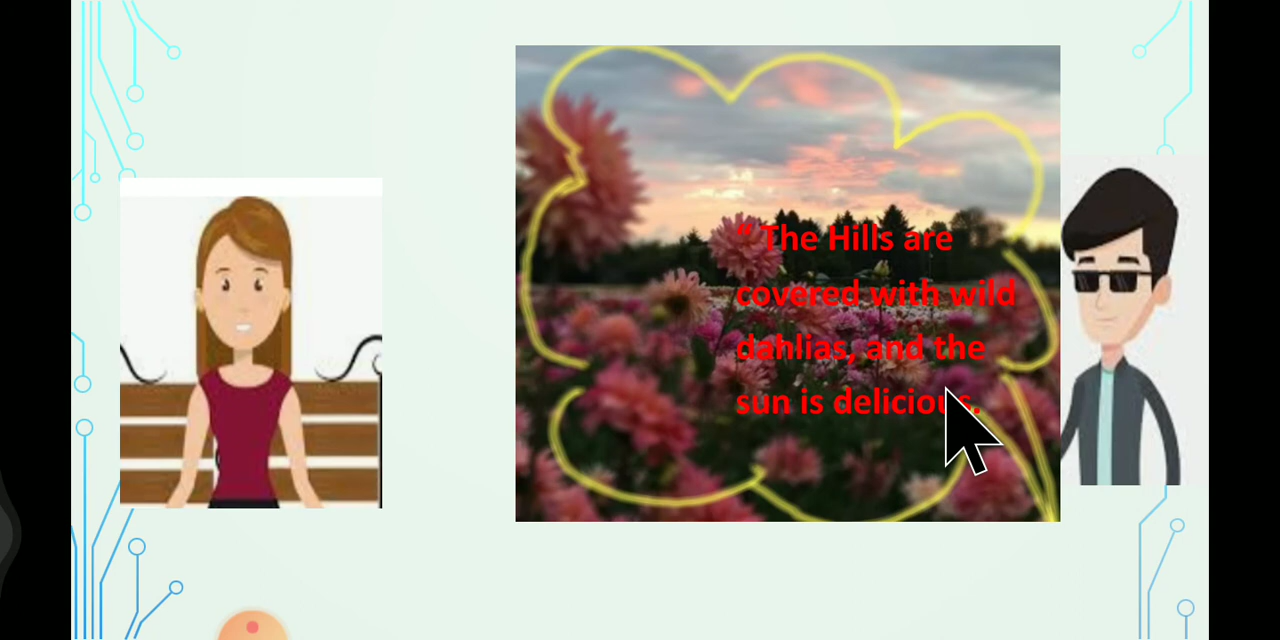 “ The Hills are
covered with wild
dahlias, and the
sun is delicious.